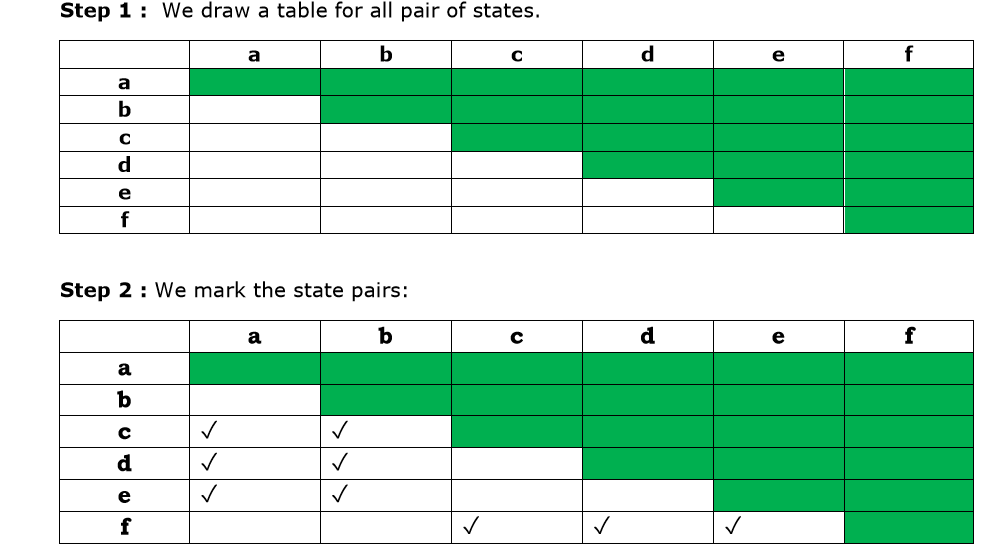 Step 1 : We draw a table for all pair of states.
a b c d e f
a
b
c
d
e
f
Step 2 : We mark the state pairs:
a b c d e f
a
b
c ✓ ✓
d ✓ ✓
e ✓ ✓
f ✓ ✓ ✓